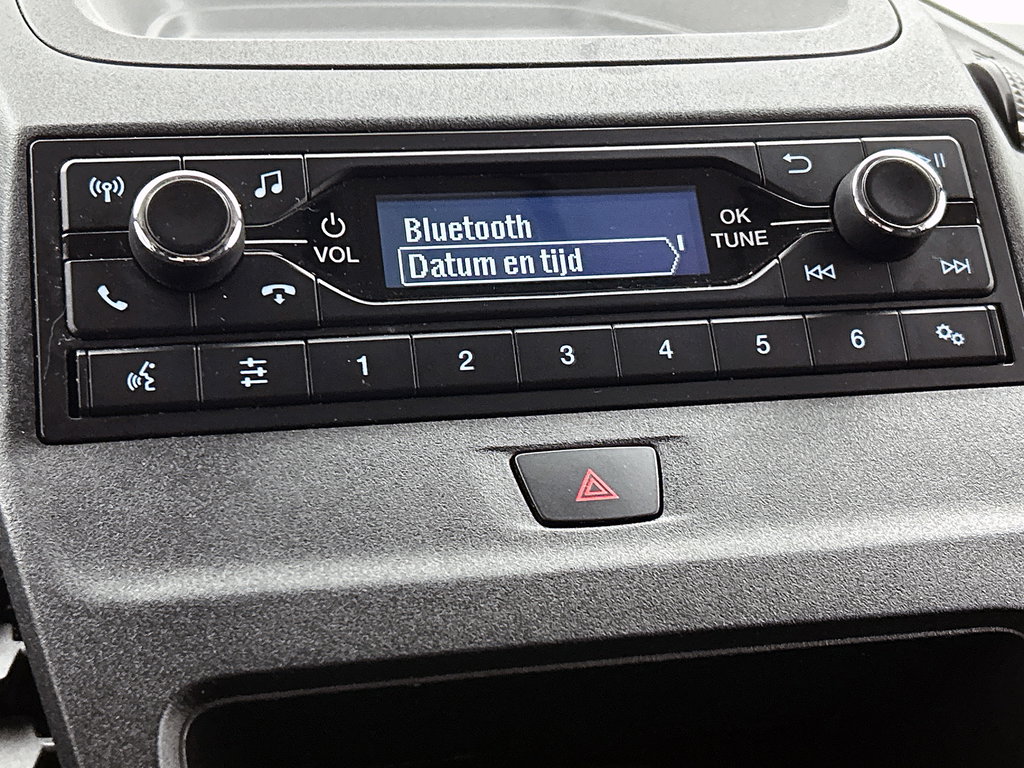 VOL
Bluetooth
Datum en tijd
OK
TUNE
1 2 3 4 5 6